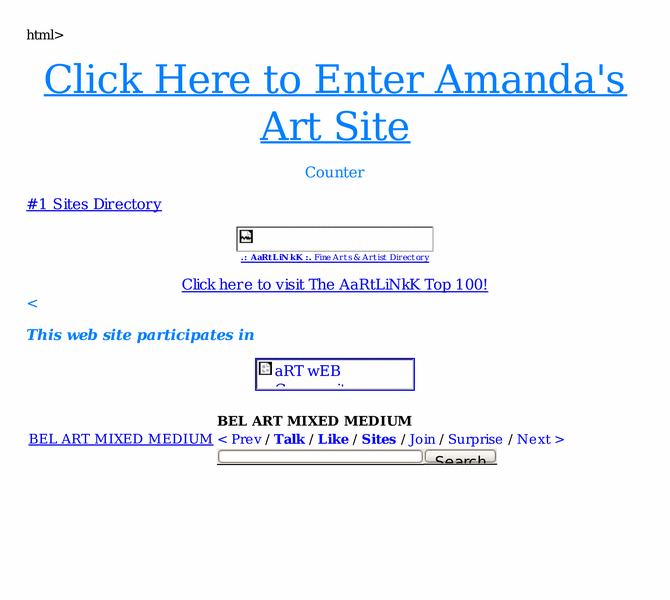 html>
Click Here to Enter Amanda's
Art Site
Counter
#1 Sites Directory
.: AaRtLiNkK :. Fine Arts & Artist Directory
Click here to visit The AaRtLiNkK Top 100!
<
This web site participates in
aRT wEB
BEL ART MIXED MEDIUM
BEL ART MIXED MEDIUM < Prev / Talk / Like / Sites / Join / Surprise / Next >
Search